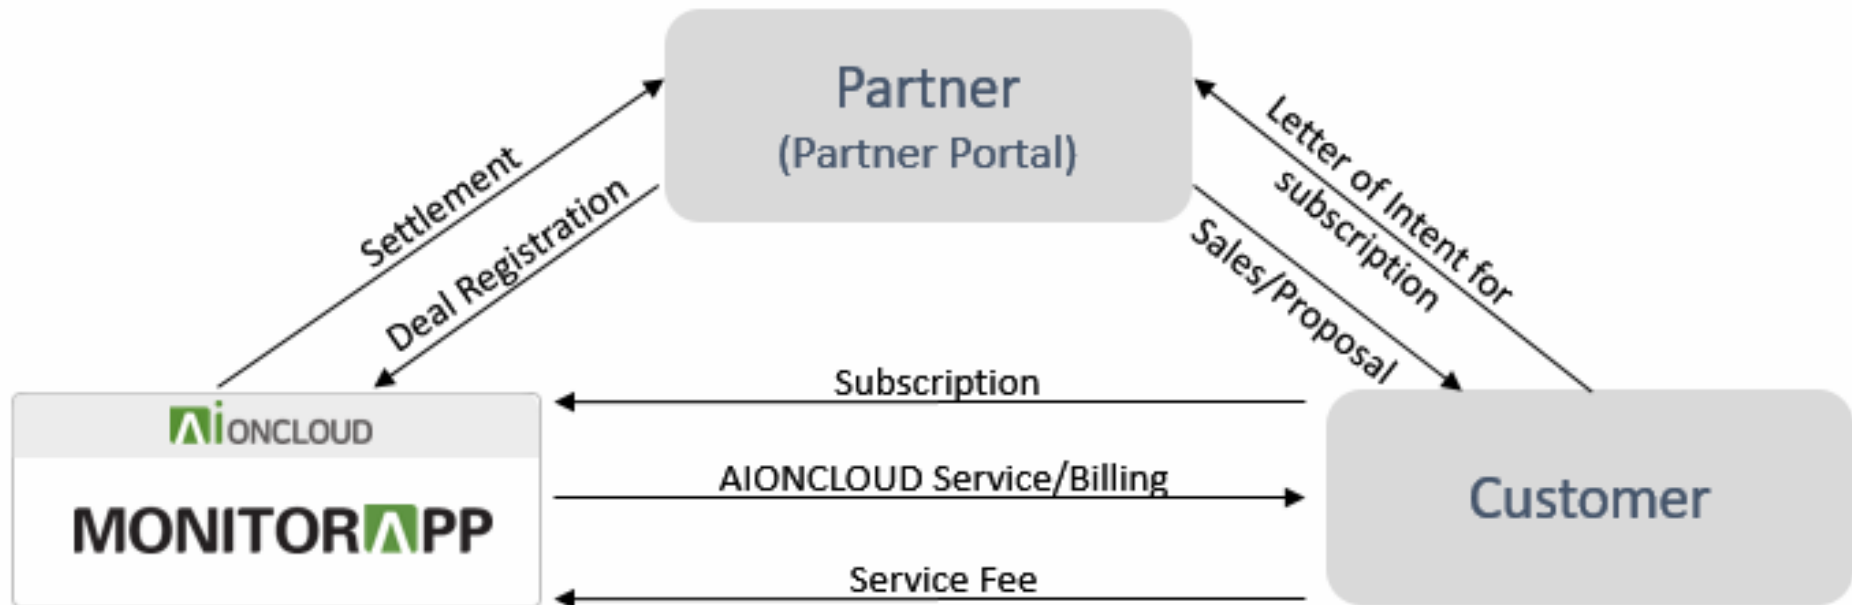 Partner
(Partner Portal)
Settlement
Deal Registration
Letter of Intent for
subscription
Sales/Proposal
Subscription
AiONCLOUD
MONITORAPP
AIONCLOUD Service/Billing
Customer
Service Fee